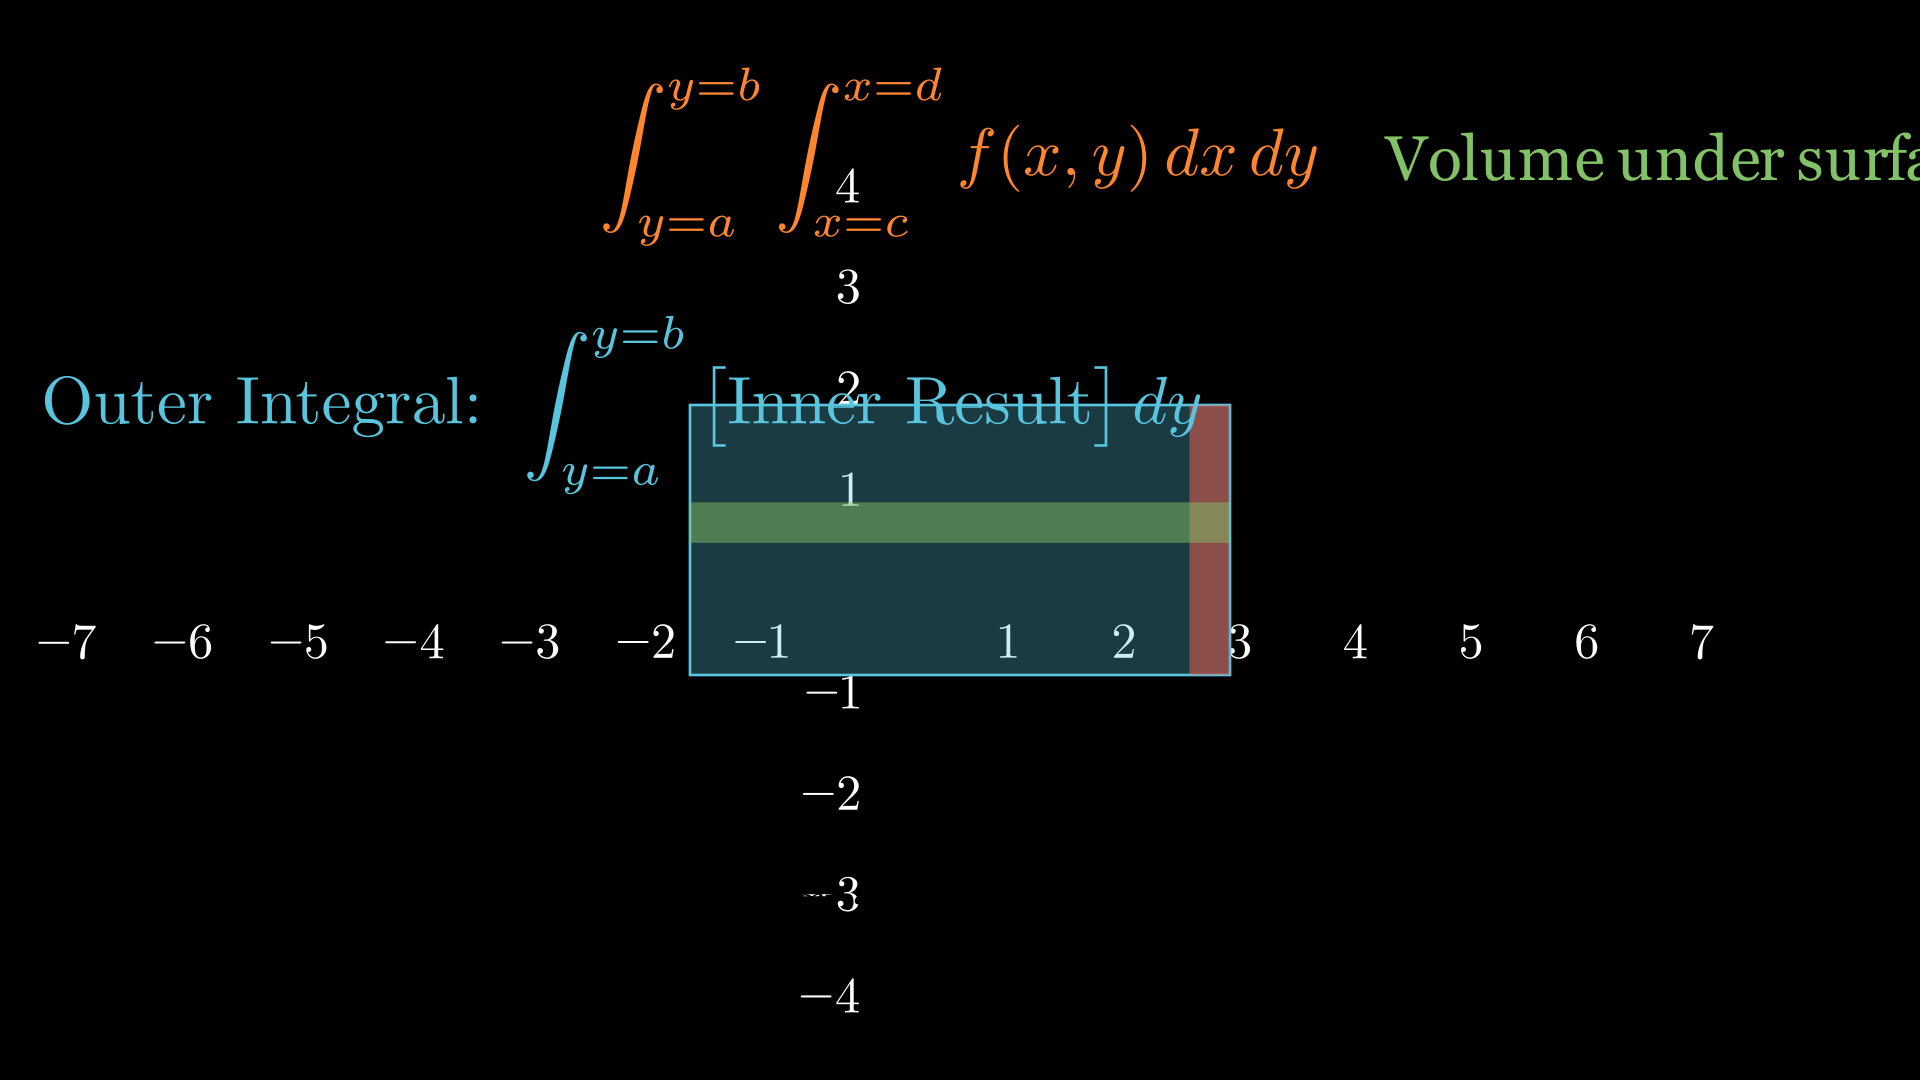 ∫_{y=a}^{y=b} ∫_{x=c}^{x=d} f(x, y) dx dy Volume under surfa
4
3
Outer Integral: ∫_{y=a}^{y=b} [Inner Result] dy
2
1
−7 −6 −5 −4 −3 −2 −1 1 2 3 4 5 6 7
−1
−2
−3
−4